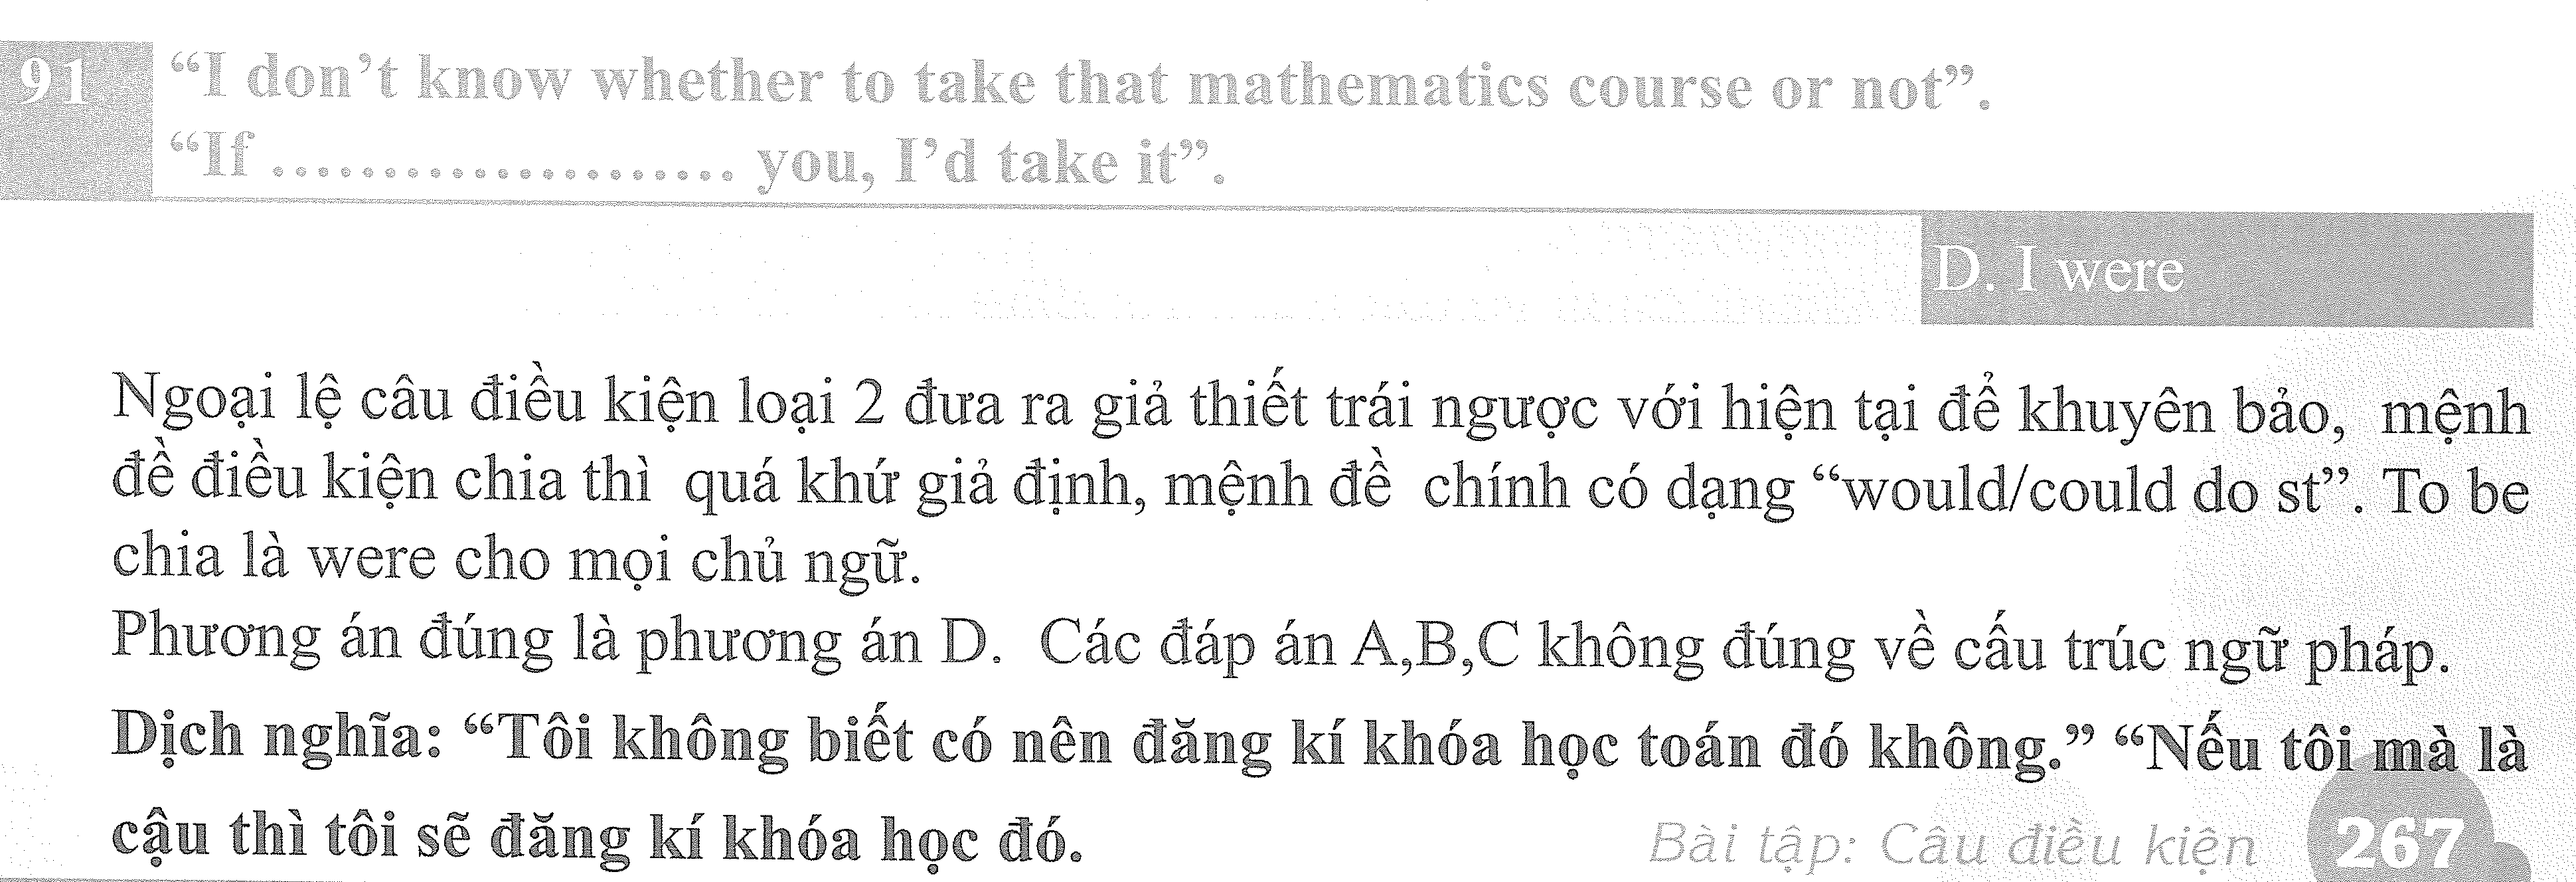 91 “I don’t know whether to take that mathematics course or not”.
“If ..................... you, I’d take it”.
D. I were
Ngoại lệ câu điều kiện loại 2 đưa ra giả thiết trái ngược với hiện tại để khuyên bảo, mệnh
đề điều kiện chia thì quá khứ giả định, mệnh đề chính có dạng “would/could do st”. To be
chia là were cho mọi chủ ngữ.
Phương án đúng là phương án D. Các đáp án A,B,C không đúng về cấu trúc ngữ pháp.
Dịch nghĩa: “Tôi không biết có nên đăng kí khóa học toán đó không.” “Nếu tôi mà là
cậu thì tôi sẽ đăng kí khóa học đó.
Bài tập: Câu điều kiện 267